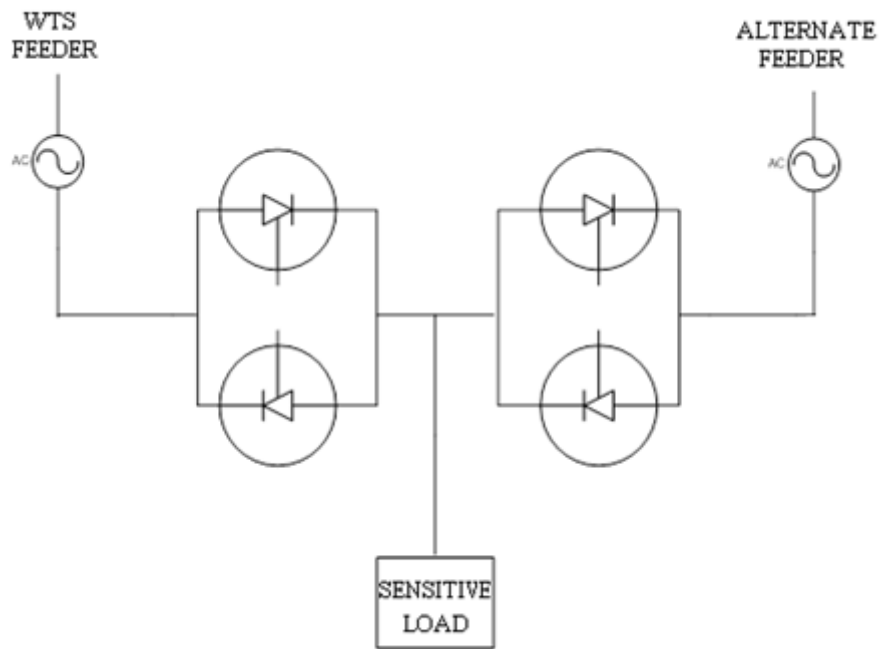 WTS
FEEDER
ALTERNATE
FEEDER
AC
AC
SENSITIVE
LOAD